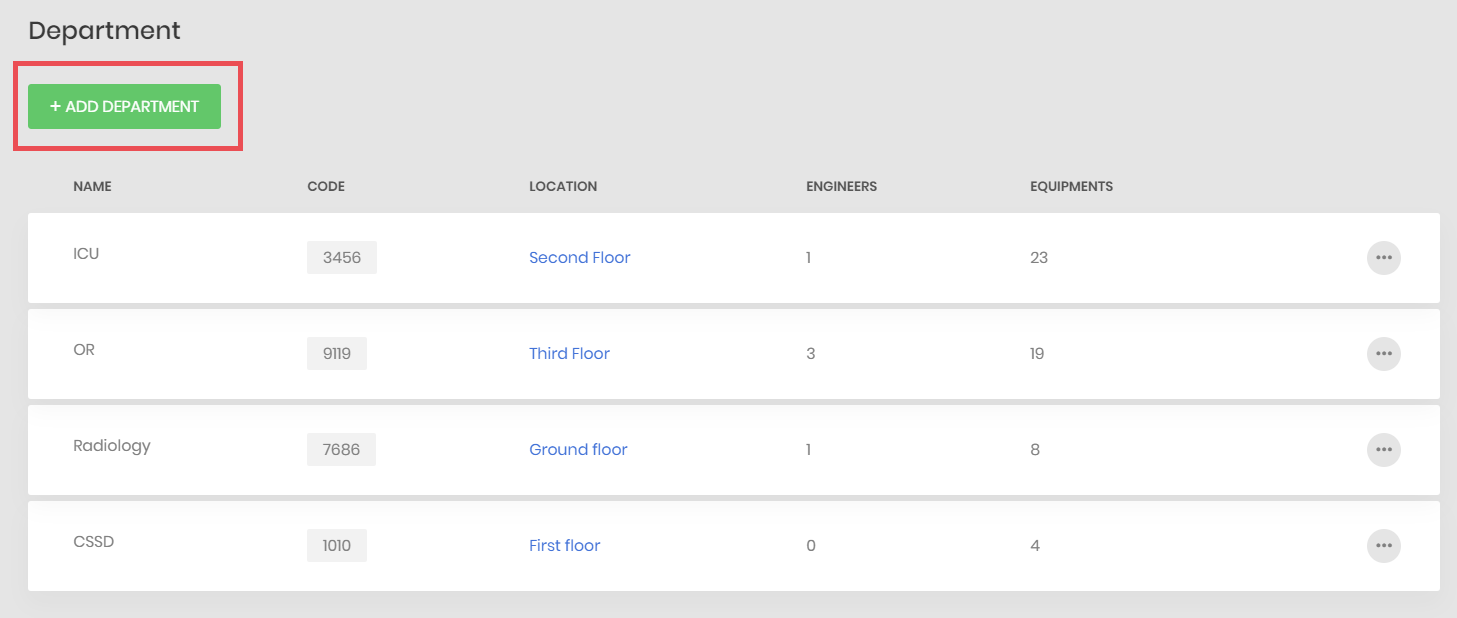 Department
+ ADD DEPARTMENT
NAME CODE LOCATION ENGINEERS EQUIPMENTS
ICU 3456 Second Floor 1 23
OR 9119 Third Floor 3 19
Radiology 7686 Ground floor 1 8
CSSD 1010 First floor 0 4